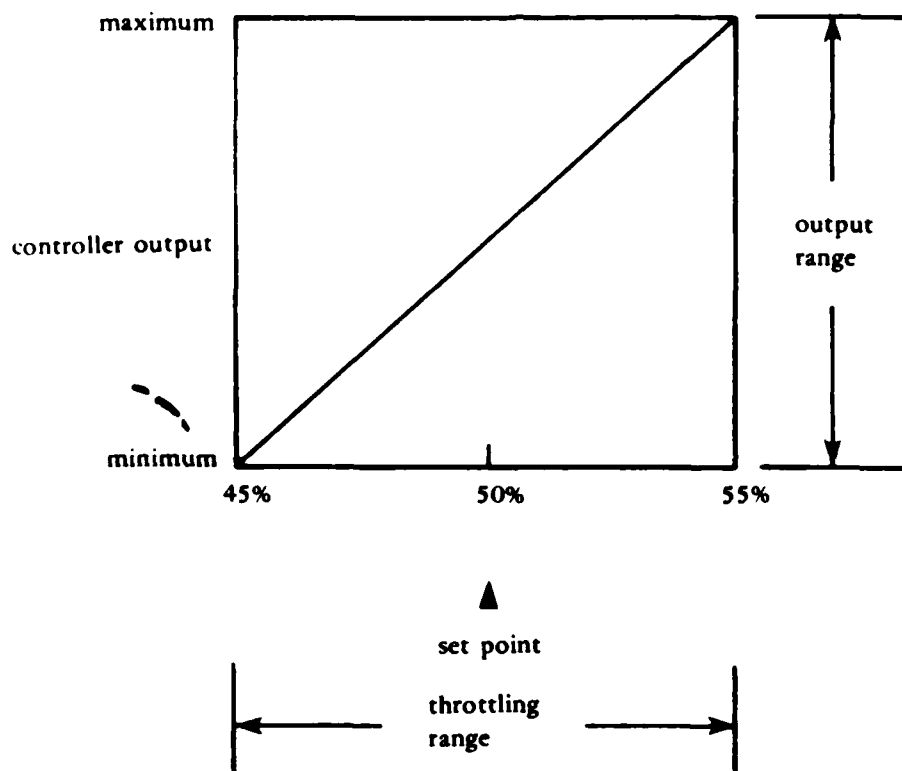 maximum
controller output
output
range
minimum
45%
50%
55%
set point
throttling
range